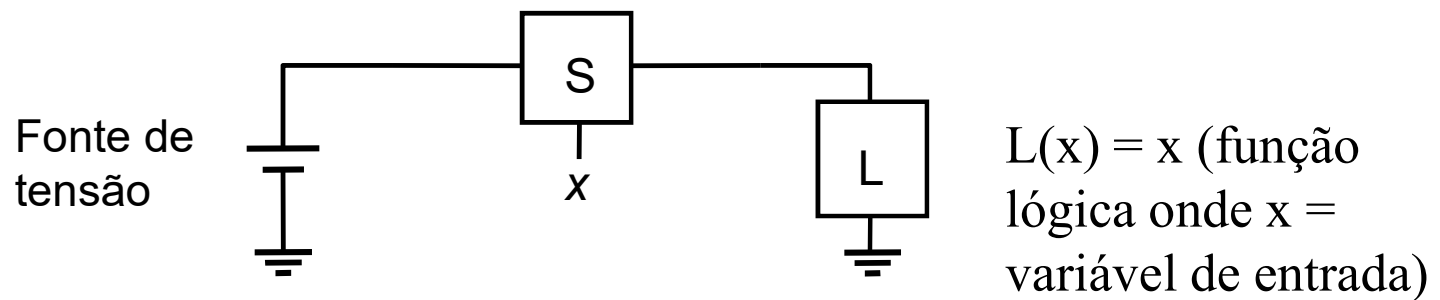 Fonte de
tensão
S
x
L
L(x) = x (função
lógica onde x =
variável de entrada)